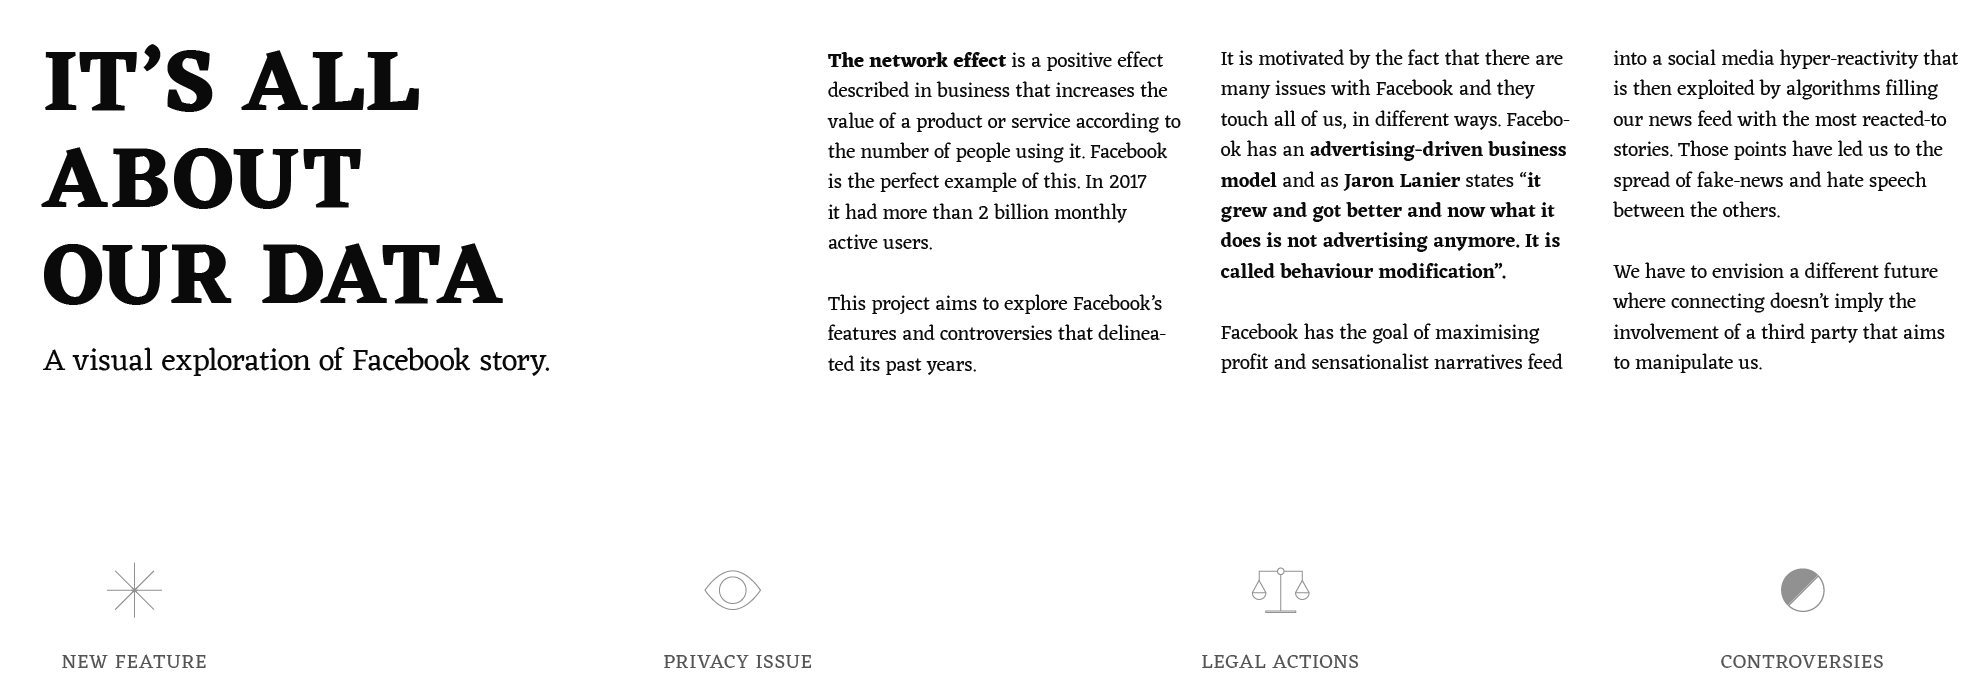 IT’S ALL
ABOUT
OUR DATA
A visual exploration of Facebook story.
The network effect is a positive effect
described in business that increases the
value of a product or service according to
the number of people using it. Facebook
is the perfect example of this. In 2017
it had more than 2 billion monthly
active users.
This project aims to explore Facebook’s
features and controversies that delinea-
ted its past years.
It is motivated by the fact that there are
many issues with Facebook and they
touch all of us, in different ways. Facebo-
ok has an advertising-driven business
model and as Jaron Lanier states “it
grew and got better and now what it
does is not advertising anymore. It is
called behaviour modification”.
Facebook has the goal of maximising
profit and sensationalist narratives feed
into a social media hyper-reactivity that
is then exploited by algorithms filling
our news feed with the most reacted-to
stories. Those points have led us to the
spread of fake-news and hate speech
between the others.
We have to envision a different future
where connecting doesn’t imply the
involvement of a third party that aims
to manipulate us.
NEW FEATURE
PRIVACY ISSUE
LEGAL ACTIONS
CONTROVERSIES